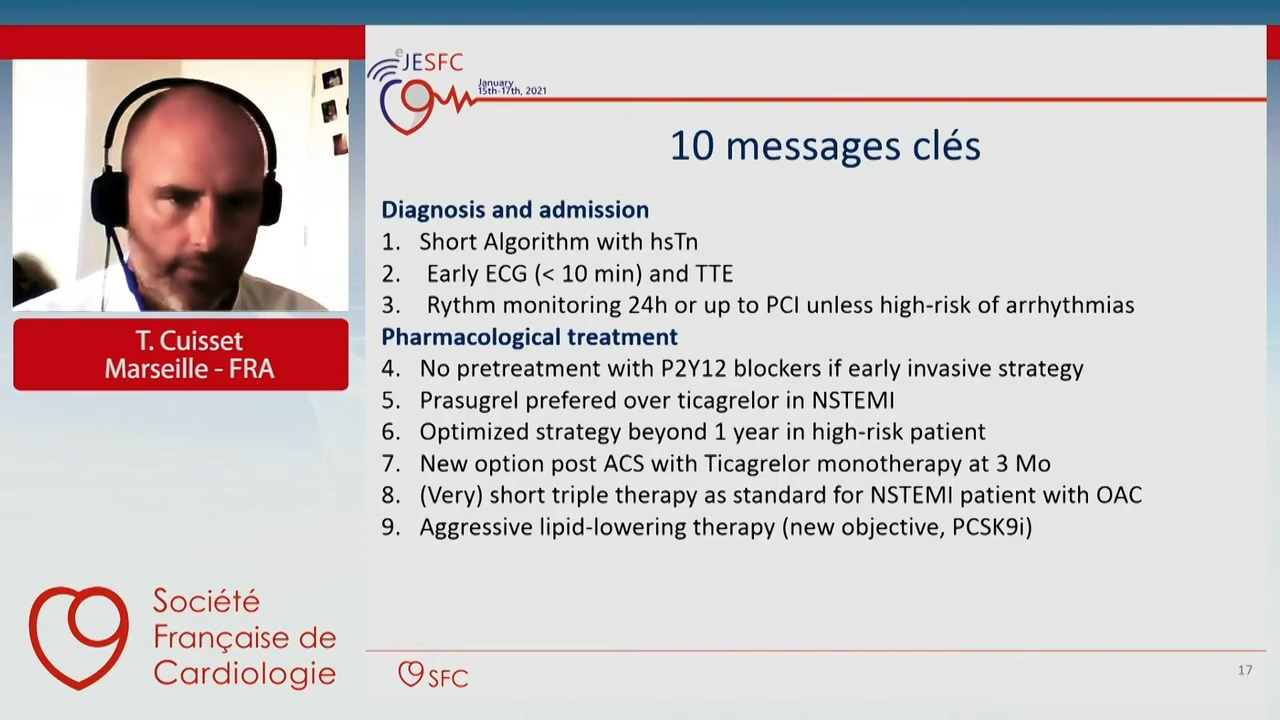 T. Cuisset
Marseille - FRA
Société
Française de
Cardiologie
eJESFC
January
15th-17th, 2021
10 messages clés
Diagnosis and admission
1. Short Algorithm with hsTn
2. Early ECG (< 10 min) and TTE
3. Rythm monitoring 24h or up to PCI unless high-risk of arrhythmias
Pharmacological treatment
4. No pretreatment with P2Y12 blockers if early invasive strategy
5. Prasugrel prefered over ticagrelor in NSTEMI
6. Optimized strategy beyond 1 year in high-risk patient
7. New option post ACS with Ticagrelor monotherapy at 3 Mo
8. (Very) short triple therapy as standard for NSTEMI patient with OAC
9. Aggressive lipid-lowering therapy (new objective, PCSK9i)
SFC
17